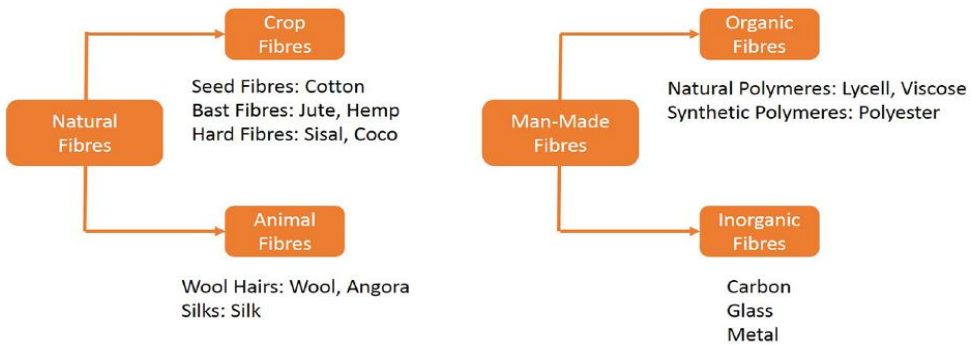 Crop
Fibres
Seed Fibres: Cotton
Bast Fibres: Jute, Hemp
Hard Fibres: Sisal, Coco
Natural
Fibres
Animal
Fibres
Wool Hairs: Wool, Angora
Silks: Silk
Organic
Fibres
Natural Polymeres: Lycell, Viscose
Synthetic Polymeres: Polyester
Man-Made
Fibres
Inorganic
Fibres
Carbon
Glass
Metal